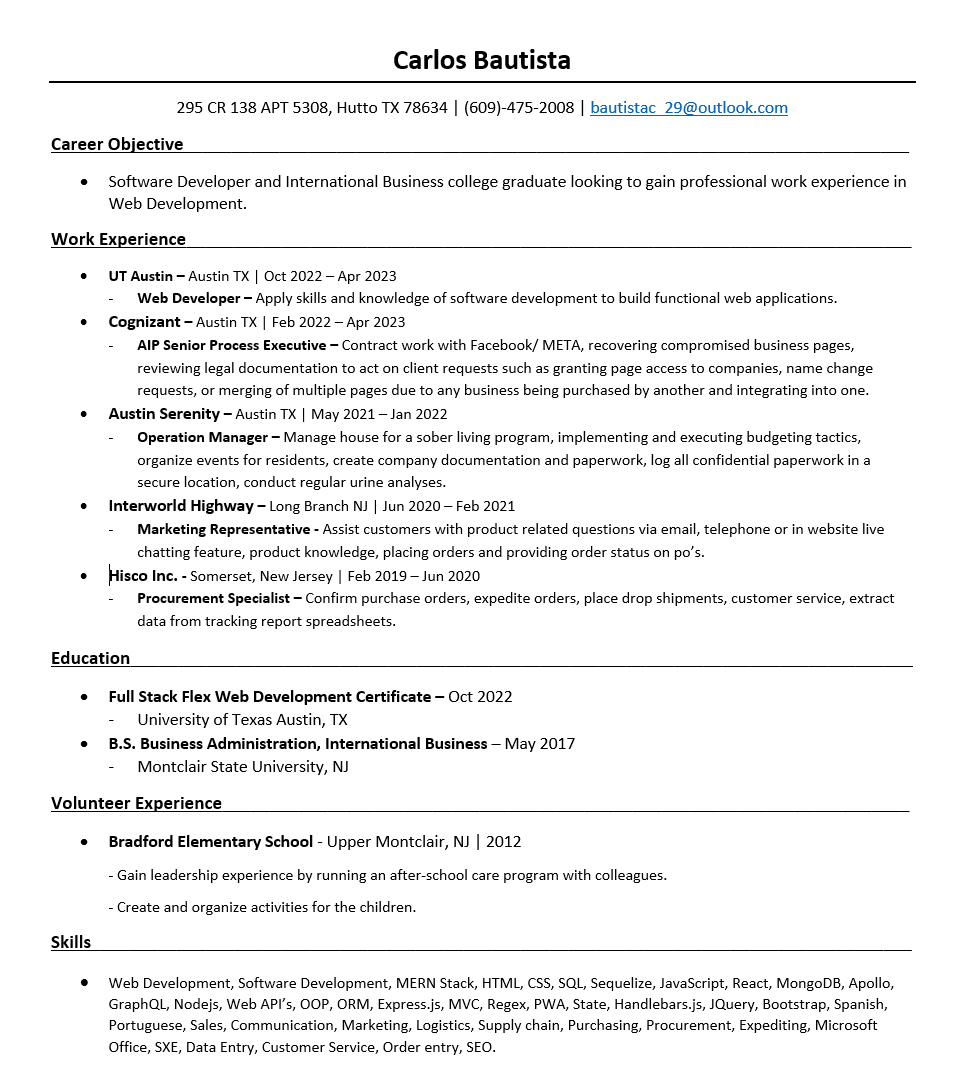 Carlos Bautista
295 CR 138 APT 5308, Hutto TX 78634 | (609)-475-2008 | bautistac_29@outlook.com
Career Objective
• Software Developer and International Business college graduate looking to gain professional work experience in
Web Development.
Work Experience
• UT Austin – Austin TX | Oct 2022 – Apr 2023
- Web Developer – Apply skills and knowledge of software development to build functional web applications.
• Cognizant – Austin TX | Feb 2022 – Apr 2023
- AIP Senior Process Executive – Contract work with Facebook/ META, recovering compromised business pages,
reviewing legal documentation to act on client requests such as granting page access to companies, name change
requests, or merging of multiple pages due to any business being purchased by another and integrating into one.
• Austin Serenity – Austin TX | May 2021 – Jan 2022
- Operation Manager – Manage house for a sober living program, implementing and executing budgeting tactics,
organize events for residents, create company documentation and paperwork, log all confidential paperwork in a
secure location, conduct regular urine analyses.
• Interworld Highway – Long Branch NJ | Jun 2020 – Feb 2021
- Marketing Representative - Assist customers with product related questions via email, telephone or in website live
chatting feature, product knowledge, placing orders and providing order status on po’s.
• Hisco Inc. - Somerset, New Jersey | Feb 2019 – Jun 2020
- Procurement Specialist – Confirm purchase orders, expedite orders, place drop shipments, customer service, extract
data from tracking report spreadsheets.
Education
• Full Stack Flex Web Development Certificate – Oct 2022
- University of Texas Austin, TX
• B.S. Business Administration, International Business – May 2017
- Montclair State University, NJ
Volunteer Experience
• Bradford Elementary School - Upper Montclair, NJ | 2012
- Gain leadership experience by running an after-school care program with colleagues.
- Create and organize activities for the children.
Skills
• Web Development, Software Development, MERN Stack, HTML, CSS, SQL, Sequelize, JavaScript, React, MongoDB, Apollo,
GraphQL, Nodejs, Web API’s, OOP, ORM, Express.js, MVC, Regex, PWA, State, Handlebars.js, JQuery, Bootstrap, Spanish,
Portuguese, Sales, Communication, Marketing, Logistics, Supply chain, Purchasing, Procurement, Expediting, Microsoft
Office, SXE, Data Entry, Customer Service, Order entry, SEO.